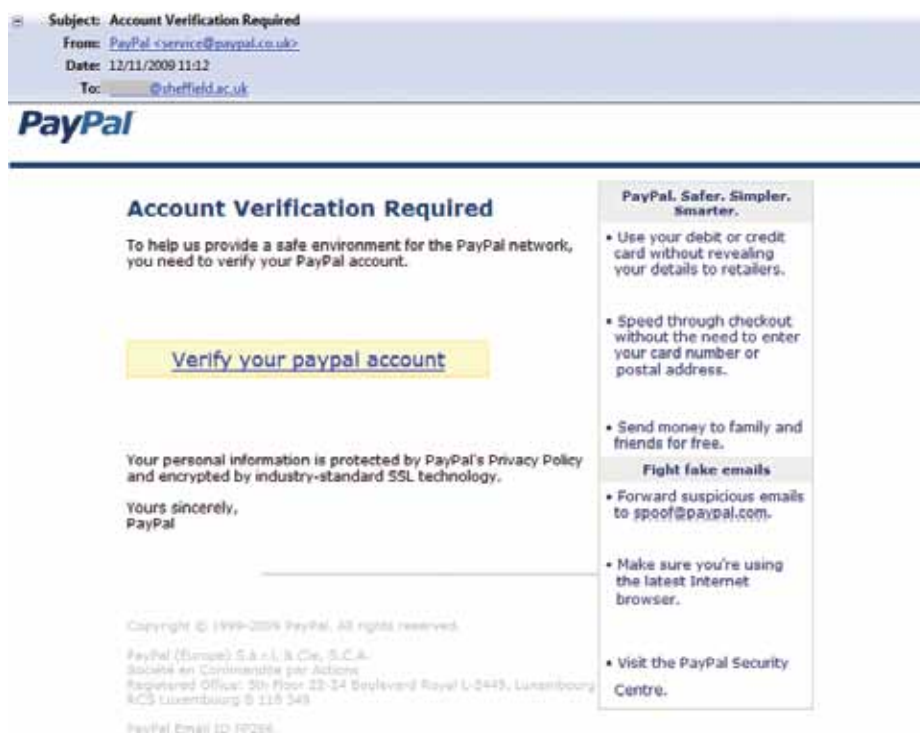 Subject: Account Verification Required
From: PayPal <service@paypal.co.uk>
Date: 12/11/2009 11:12
To: @sheffield.ac.uk
PayPal
Account Verification Required
To help us provide a safe environment for the PayPal network,
you need to verify your PayPal account.
Verify your paypal account
Your personal information is protected by PayPal's Privacy Policy
and encrypted by industry-standard SSL technology.
Yours sincerely,
PayPal
Copyright © 1999-2009 PayPal. All rights reserved.
PayPal (Europe) S.à r.l. & Cie, S.C.A.
Société en Commandite par Actions
Registered Office: 5th Floor 22-24 Boulevard Royal L-2449, Luxembourg
RCS Luxembourg B 118 349
PayPal Email ID PP266.
PayPal. Safer. Simpler.
Smarter.
• Use your debit or credit
card without revealing
your details to retailers.
• Speed through checkout
without the need to enter
your card number or
postal address.
• Send money to family and
friends for free.
Fight fake emails
• Forward suspicious emails
to spoof@paypal.com.
• Make sure you're using
the latest Internet
browser.
• Visit the PayPal Security
Centre.